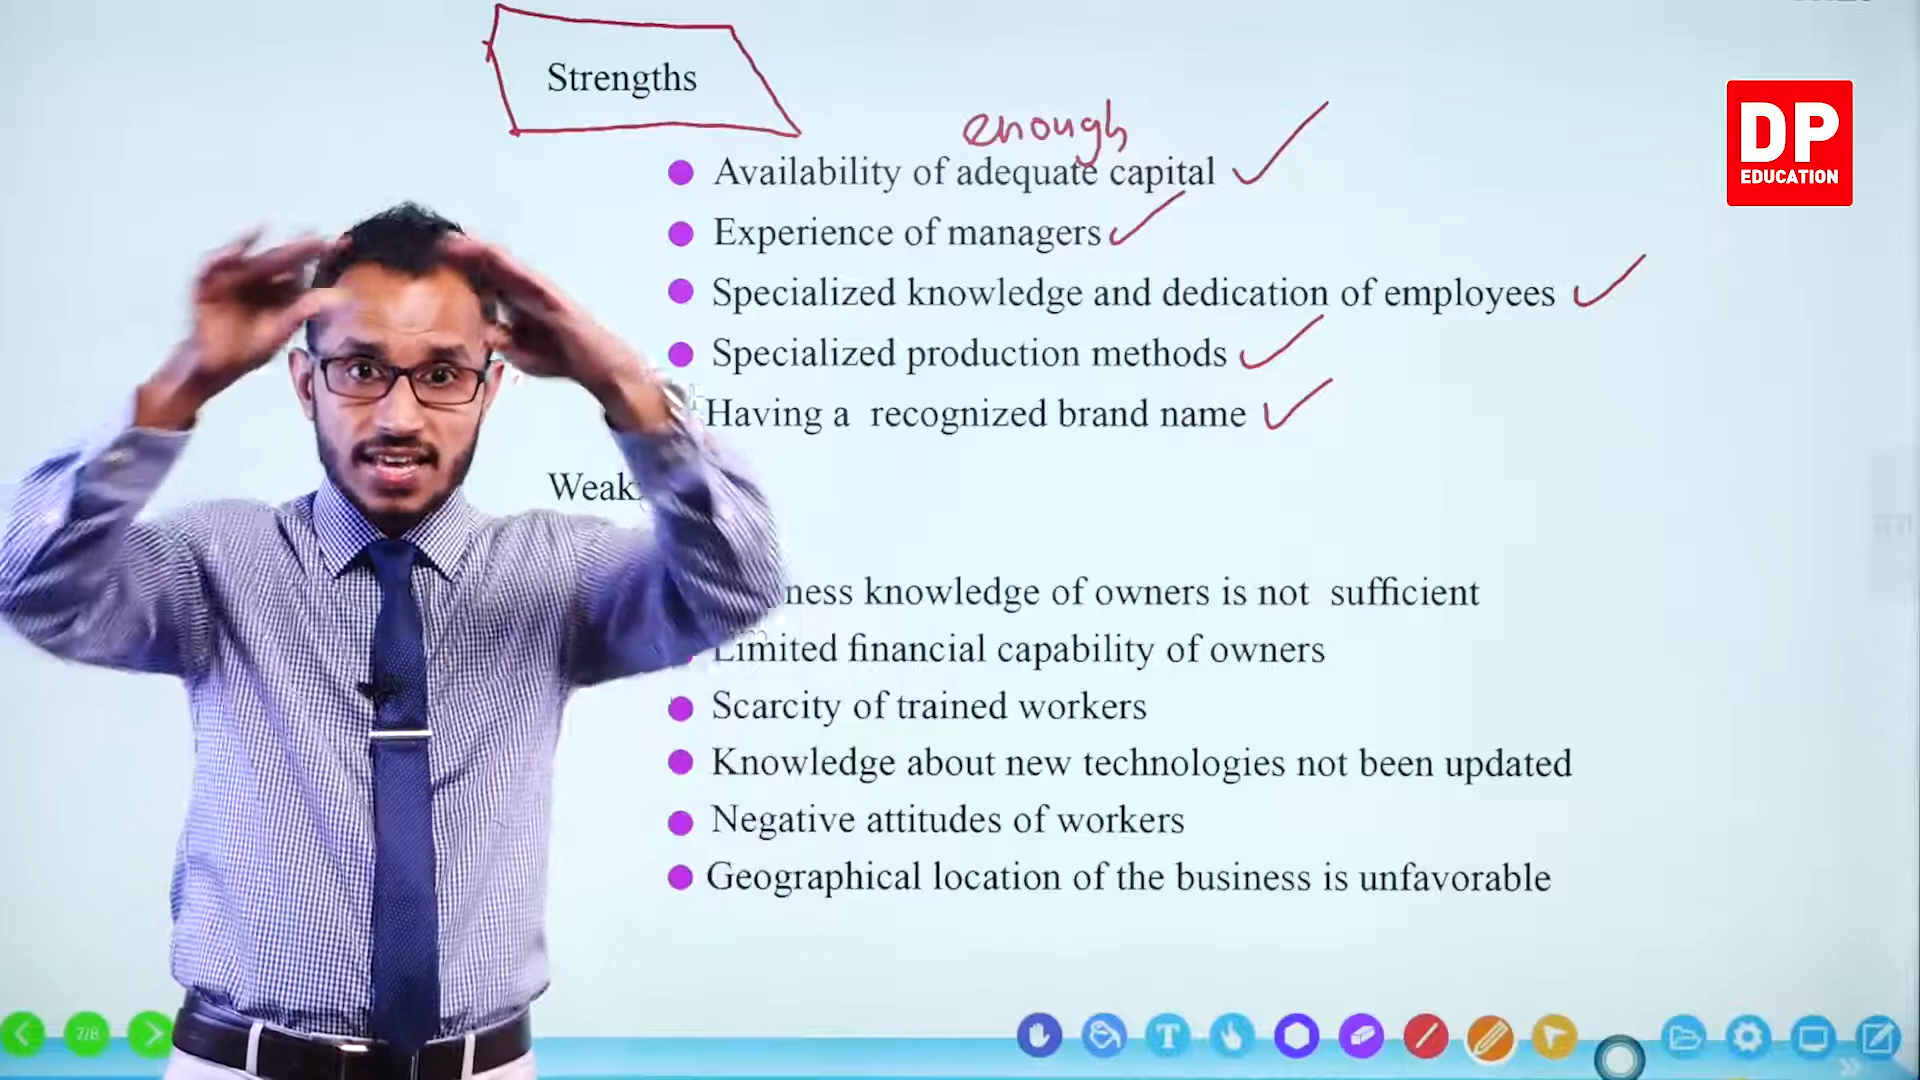 Strengths
enough
Availability of adequate capital
Experience of managers
Specialized knowledge and dedication of employees
Specialized production methods
Having a recognized brand name
Weak
ness knowledge of owners is not sufficient
Limited financial capability of owners
Scarcity of trained workers
Knowledge about new technologies not been updated
Negative attitudes of workers
Geographical location of the business is unfavorable
DP
EDUCATION
7/8
T